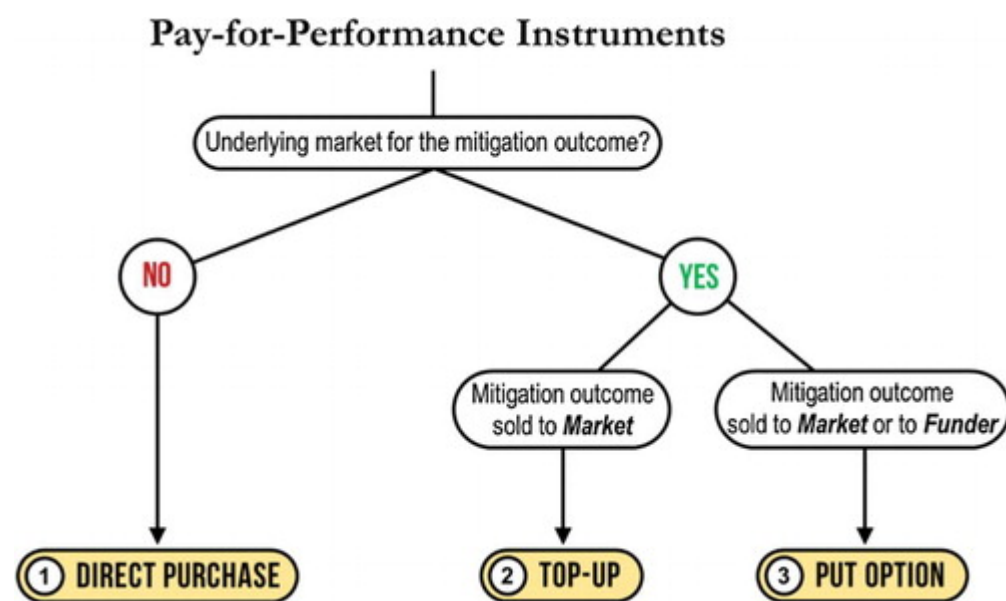 Pay-for-Performance Instruments
Underlying market for the mitigation outcome?
NO
YES
Mitigation outcome
sold to Market
Mitigation outcome
sold to Market or to Funder
1 DIRECT PURCHASE
2 TOP-UP
3 PUT OPTION